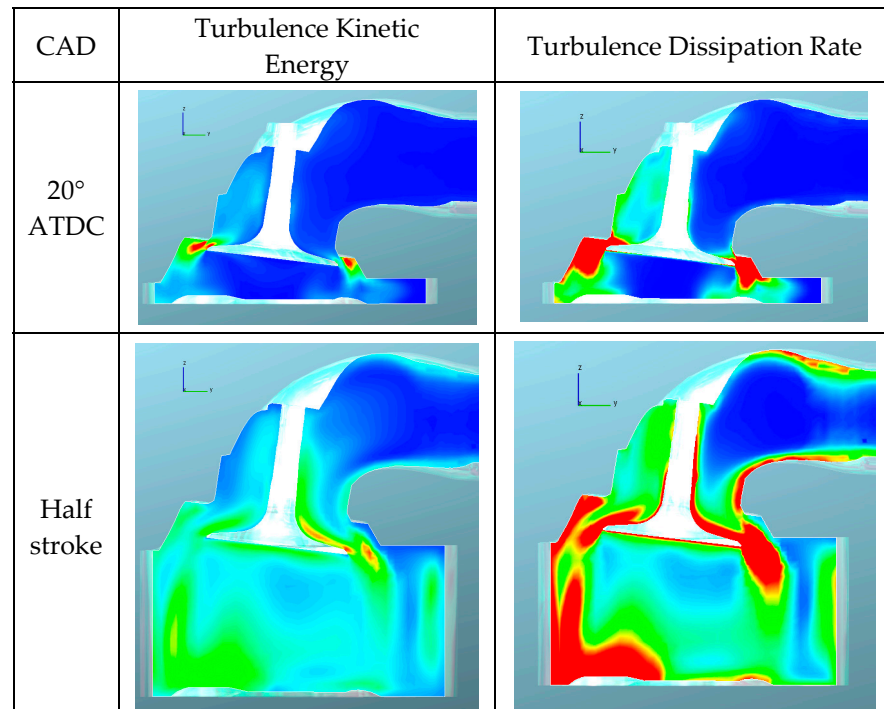 CAD
Turbulence Kinetic
Energy
Turbulence Dissipation Rate
20°
ATDC
z
y
z
y
Half
stroke
z
x
y
z
x
y